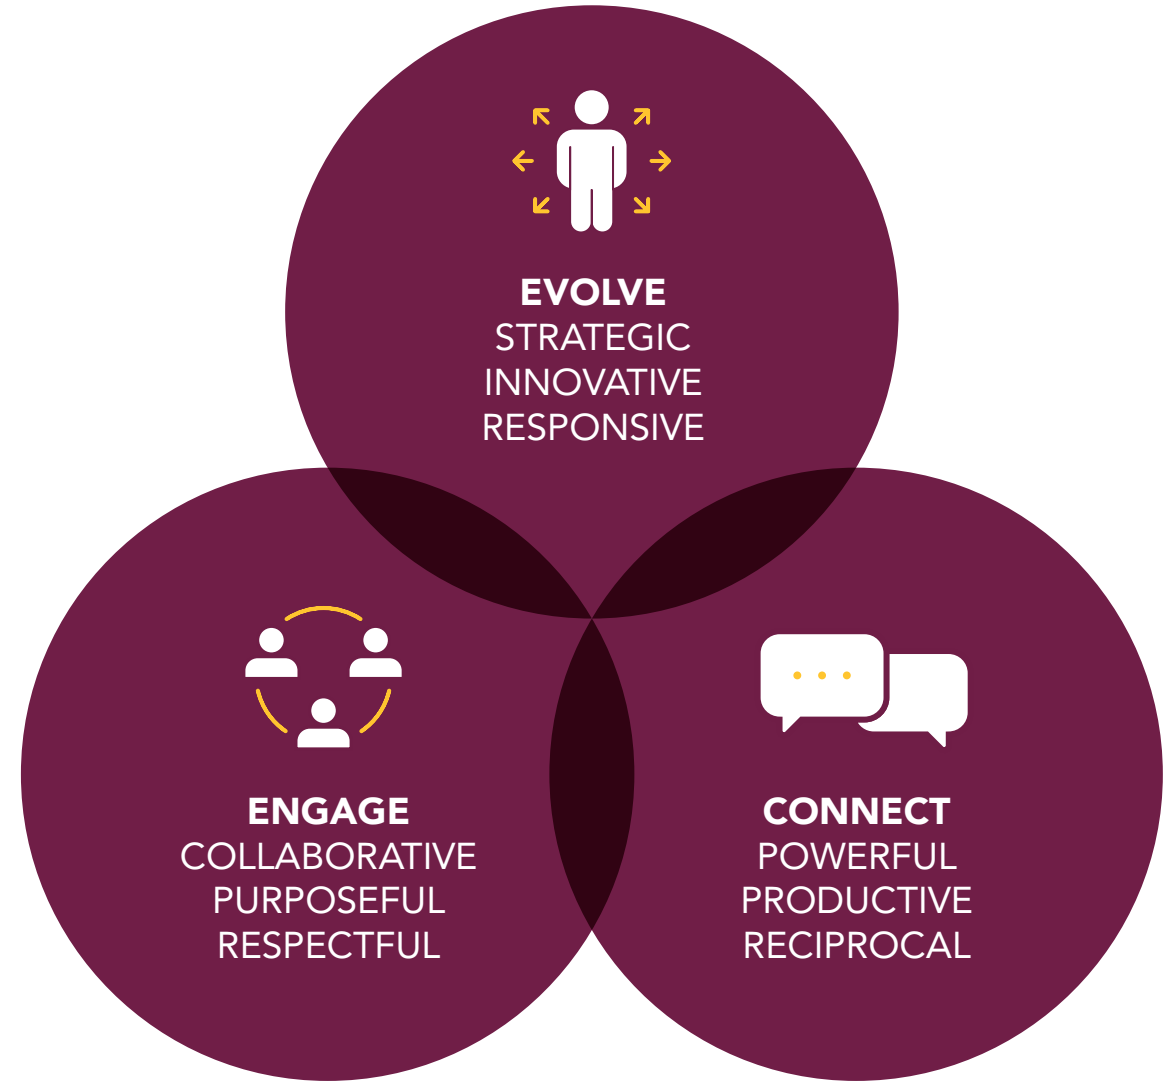 EVOLVE
STRATEGIC
INNOVATIVE
RESPONSIVE
ENGAGE
COLLABORATIVE
PURPOSEFUL
RESPECTFUL
CONNECT
POWERFUL
PRODUCTIVE
RECIPROCAL